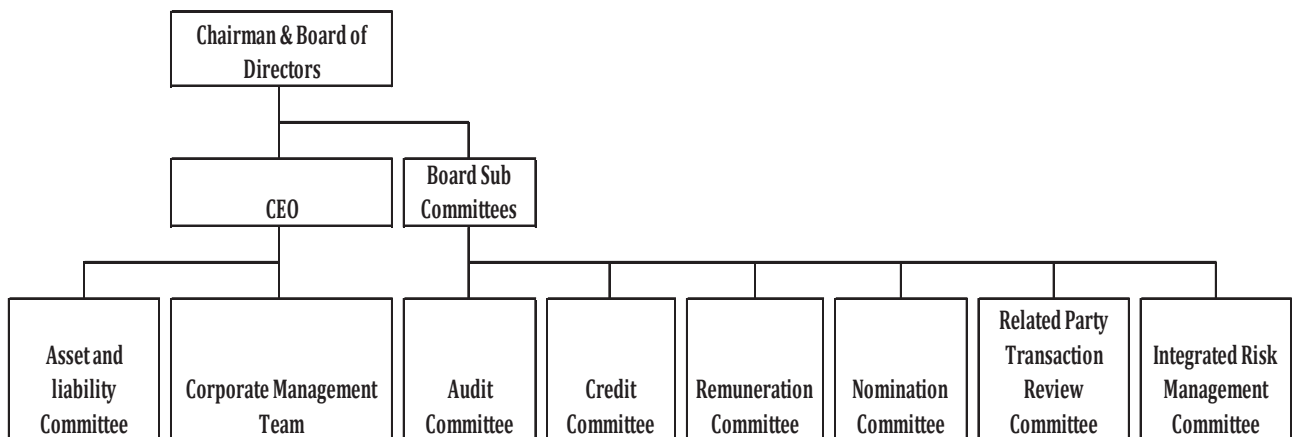 Chairman & Board of
Directors
CEO
Board Sub
Committees
Asset and
liability
Committee
Corporate Management
Team
Audit
Committee
Credit
Committee
Remuneration
Committee
Nomination
Committee
Related Party
Transaction
Review
Committee
Integrated Risk
Management
Committee